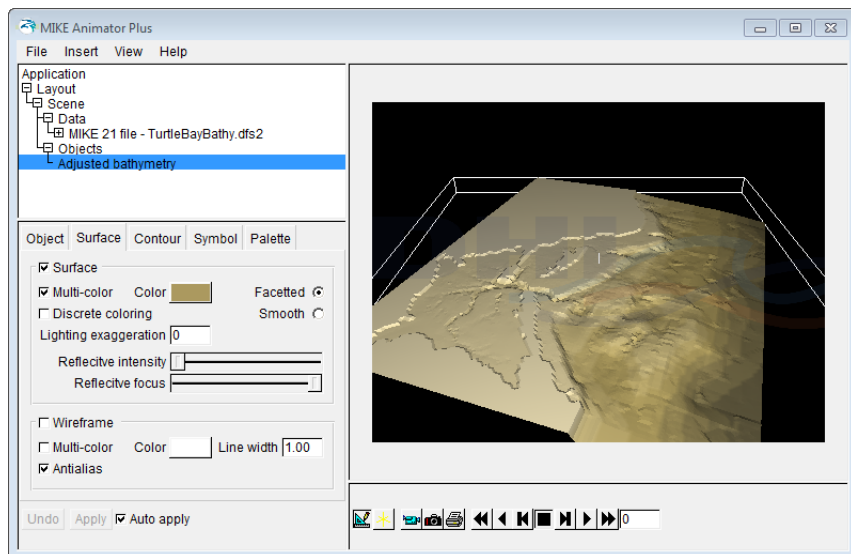 MIKE Animator Plus
File Insert View Help
Application
Layout
Scene
Data
MIKE 21 file - TurtleBayBathy.dfs2
Objects
Adjusted bathymetry
Object Surface Contour Symbol Palette
Surface
Multi-color Color Facetted
Discrete coloring Smooth
Lighting exaggeration 0
Reflecitve intensity
Reflecitve focus
Wireframe
Multi-color Color Line width 1.00
Antialias
Undo Apply Auto apply
0